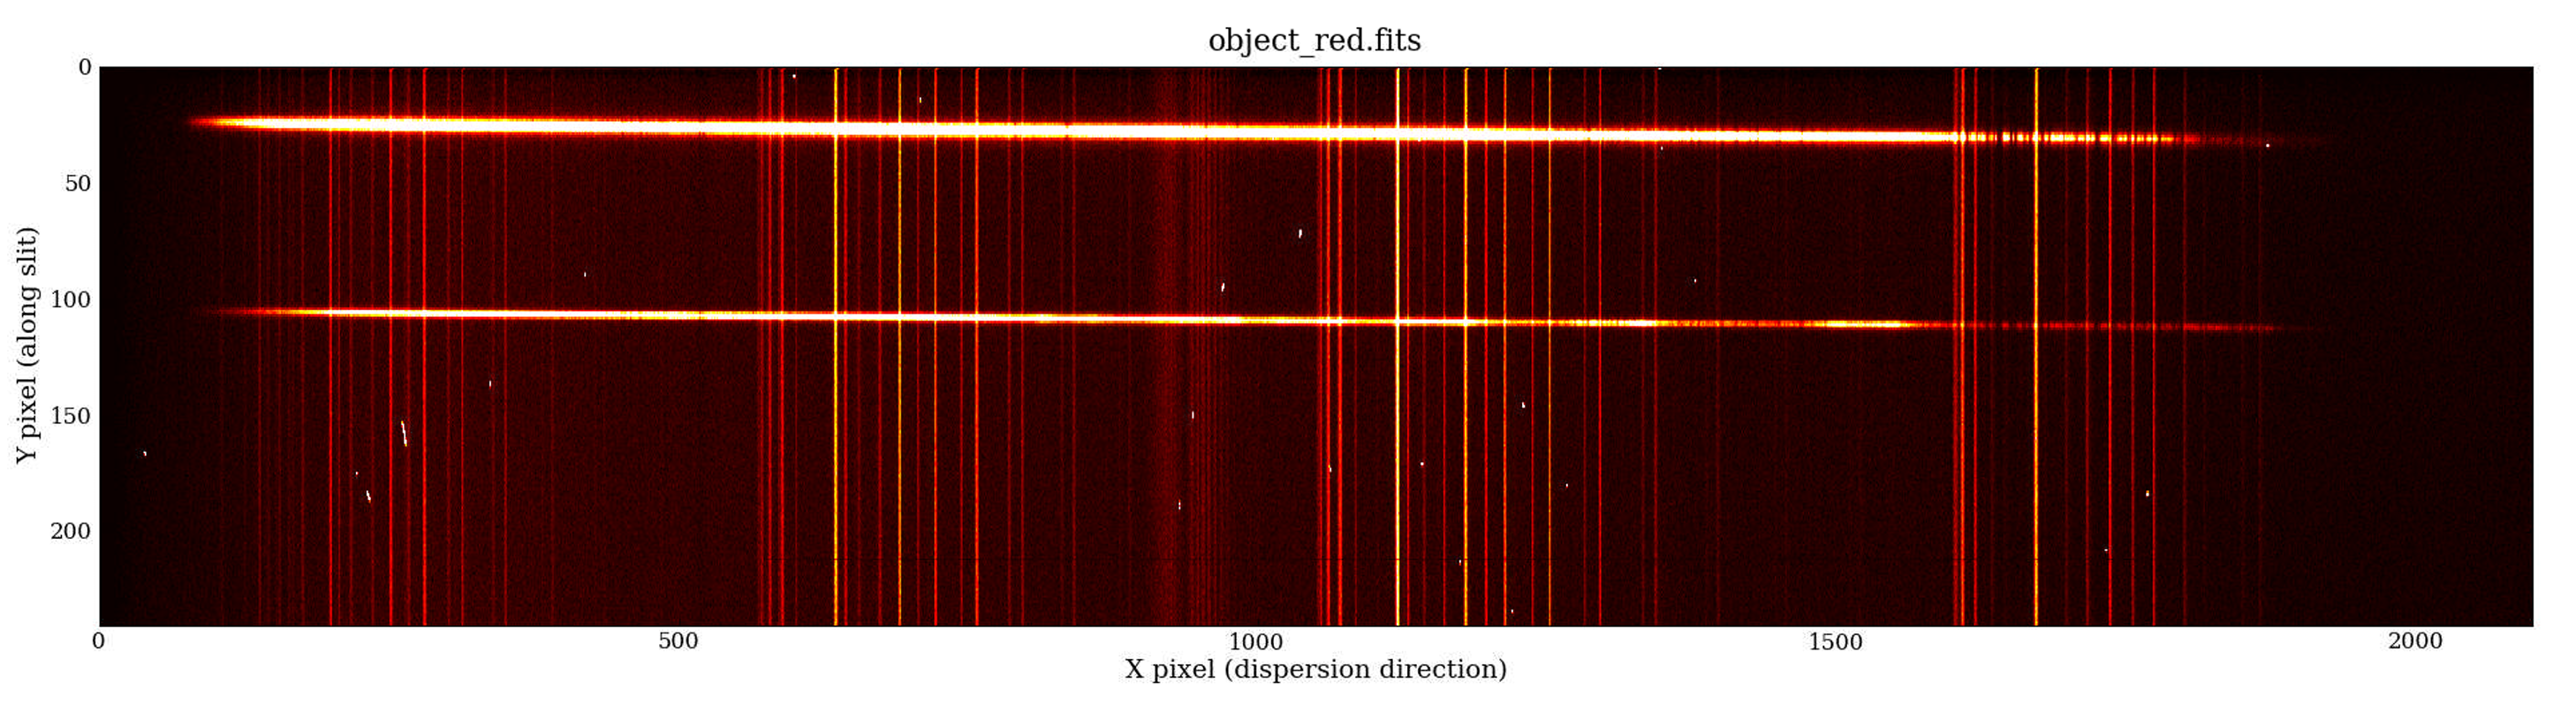 object_red.fits
0
50
100
150
200
Y pixel (along slit)
0 500 1000 1500 2000
X pixel (dispersion direction)